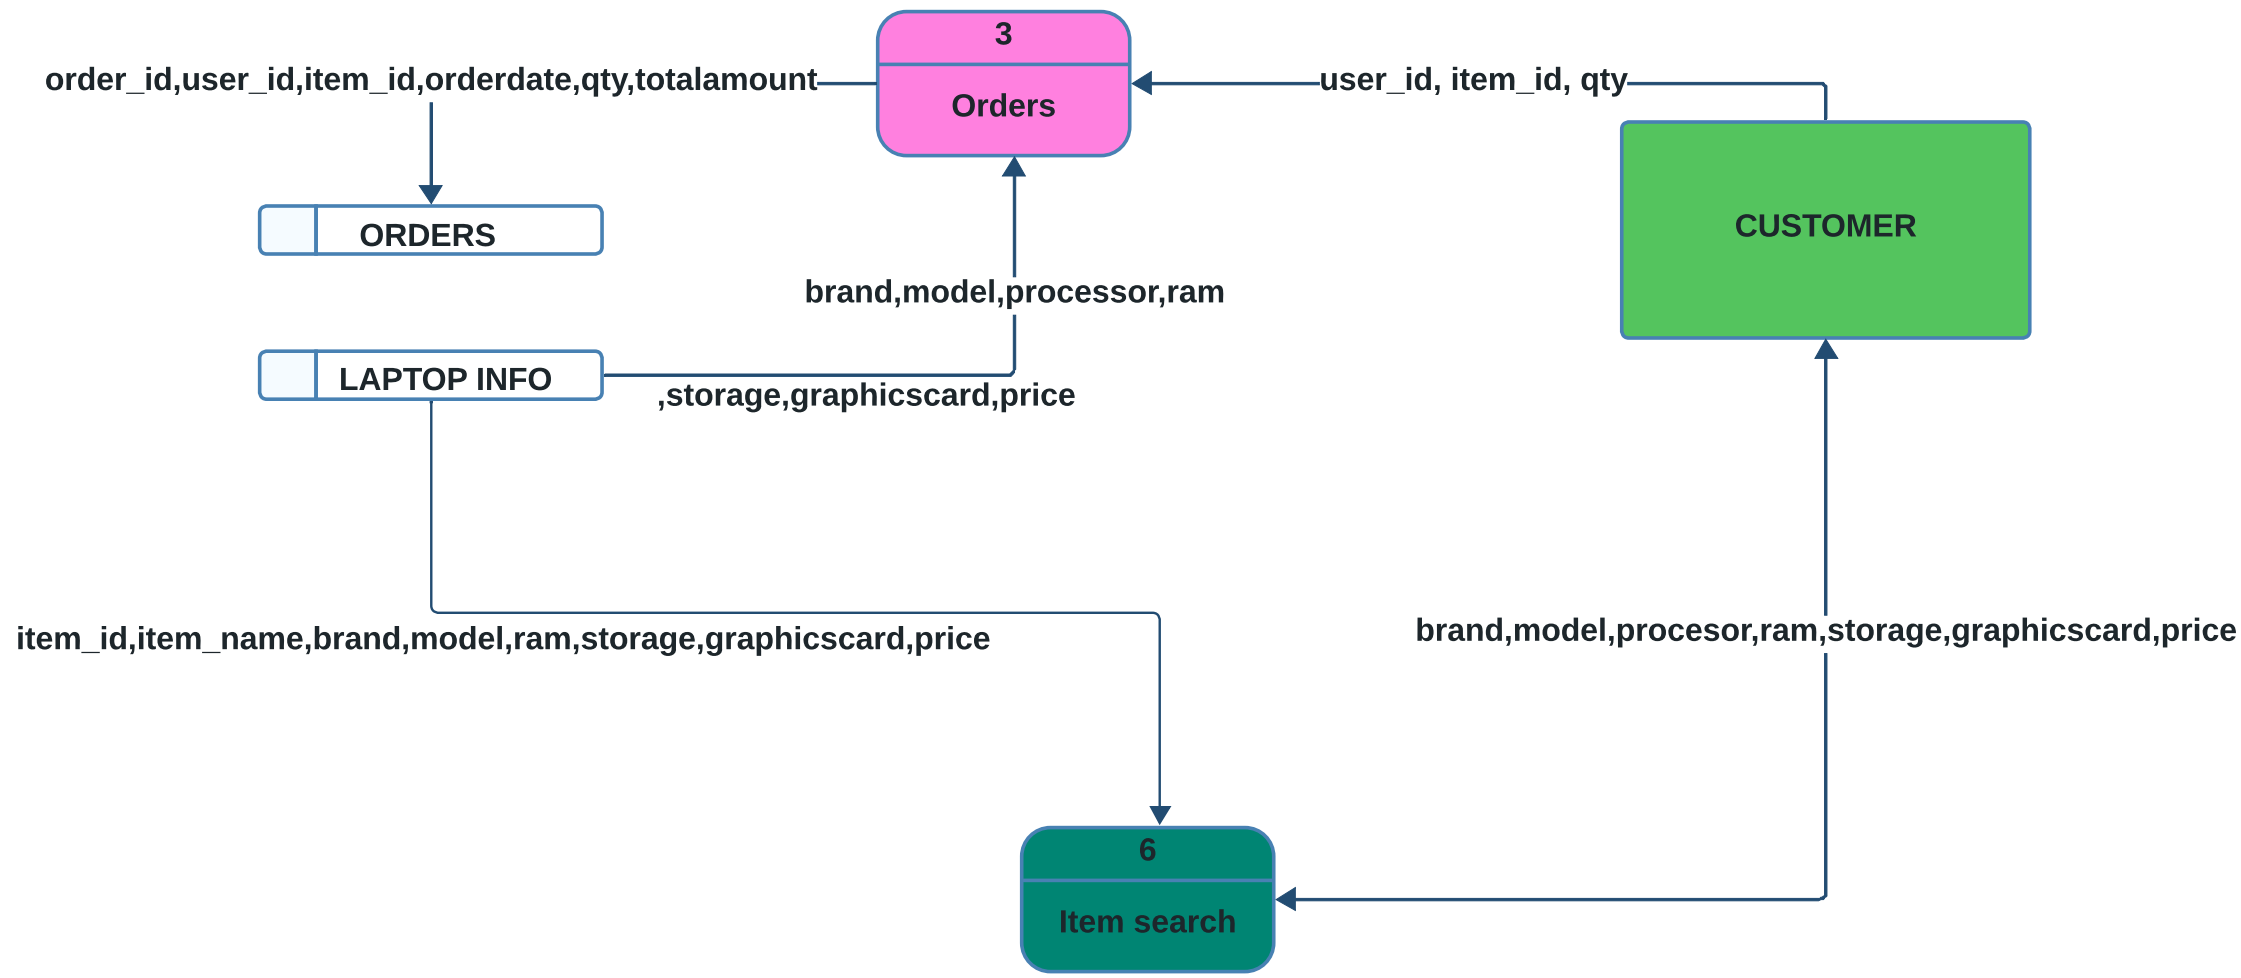 3
order_id,user_id,item_id,orderdate,qty,totalamount
user_id, item_id, qty
Orders
CUSTOMER
ORDERS
brand,model,processor,ram
LAPTOP INFO
,storage,graphicscard,price
item_id,item_name,brand,model,ram,storage,graphicscard,price
brand,model,procesor,ram,storage,graphicscard,price
6
Item search